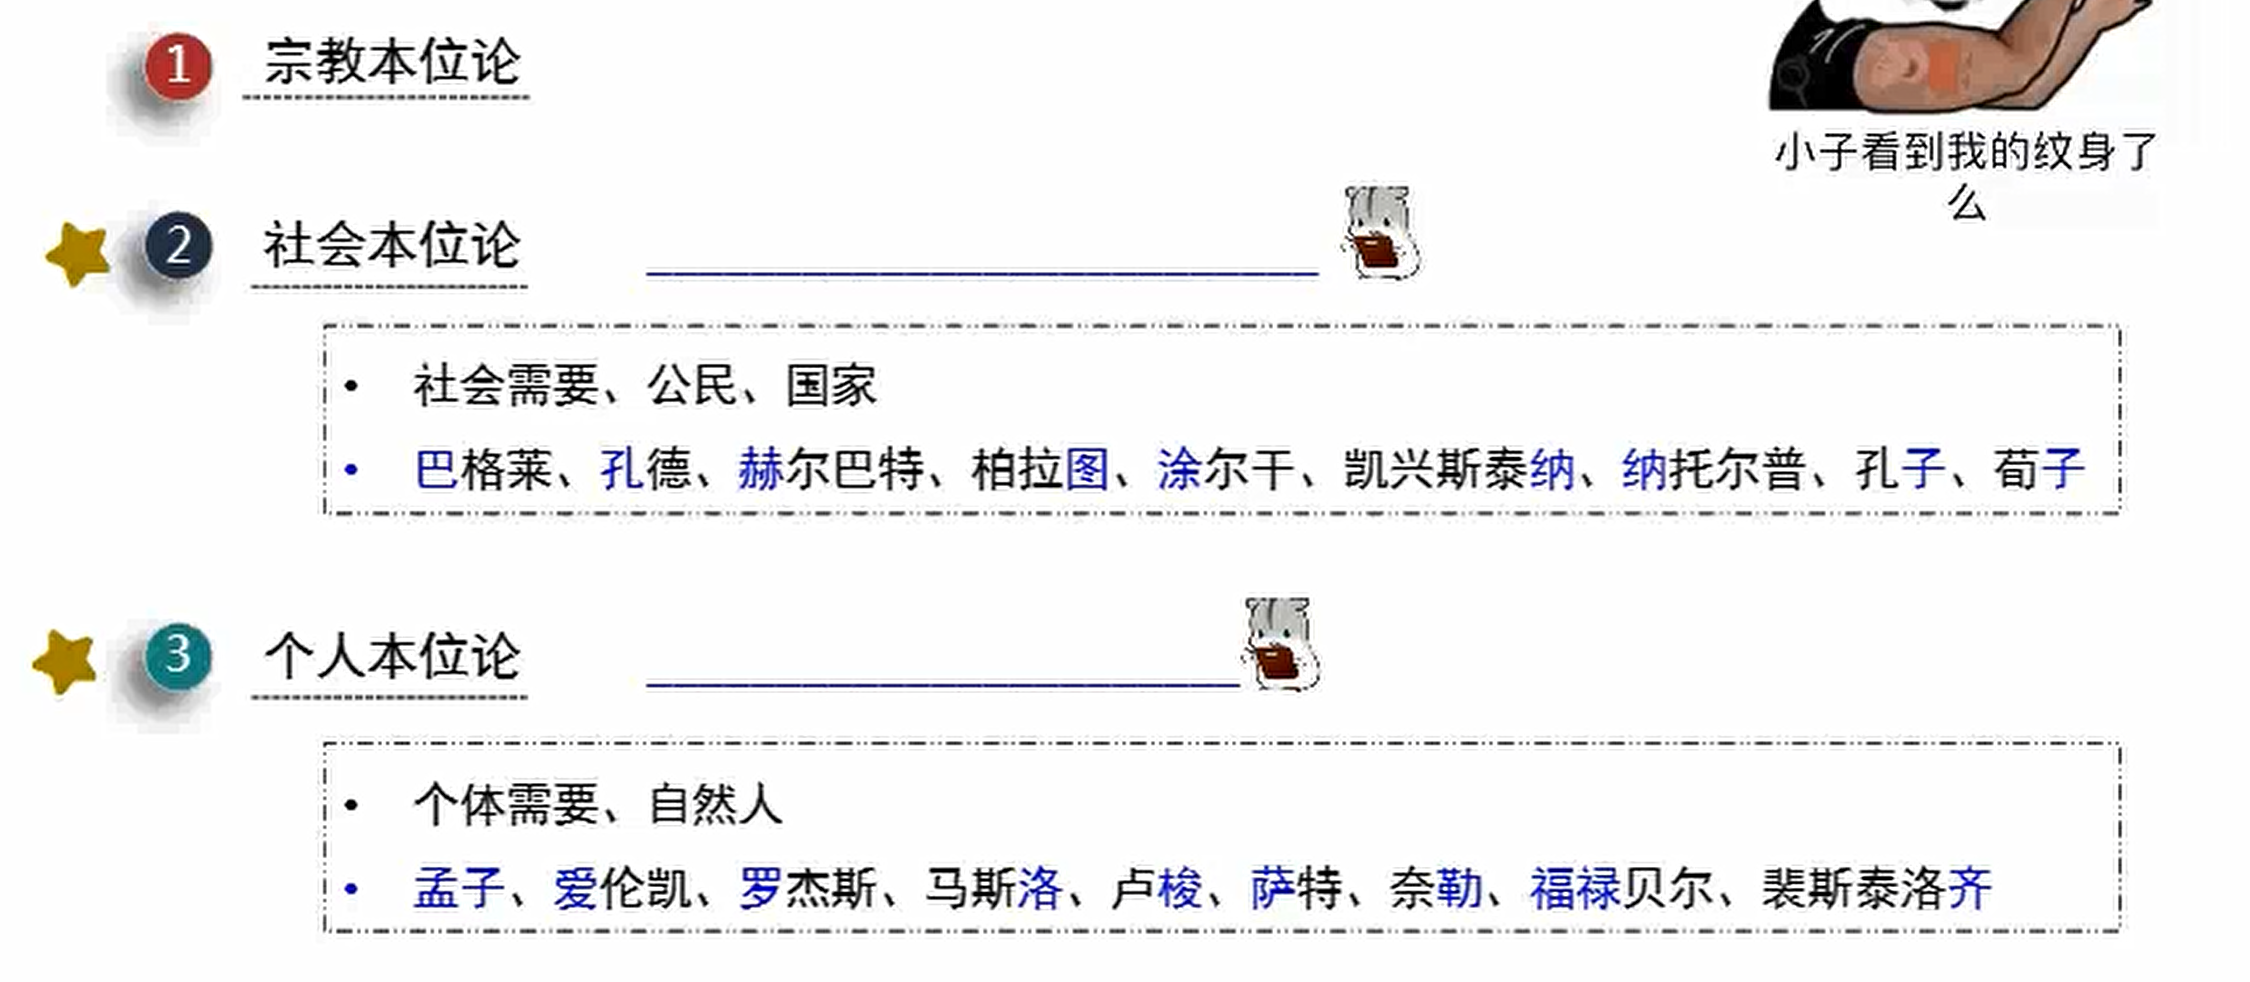 1 宗教本位论
小子看到我的纹身了
么
2 社会本位论
• 社会需要、公民、国家
• 巴格莱、孔德、赫尔巴特、柏拉图、涂尔干、凯兴斯泰纳、纳托尔普、孔子、荀子
3 个人本位论
• 个体需要、自然人
• 孟子、爱伦凯、罗杰斯、马斯洛、卢梭、萨特、奈勒、福禄贝尔、裴斯泰洛齐